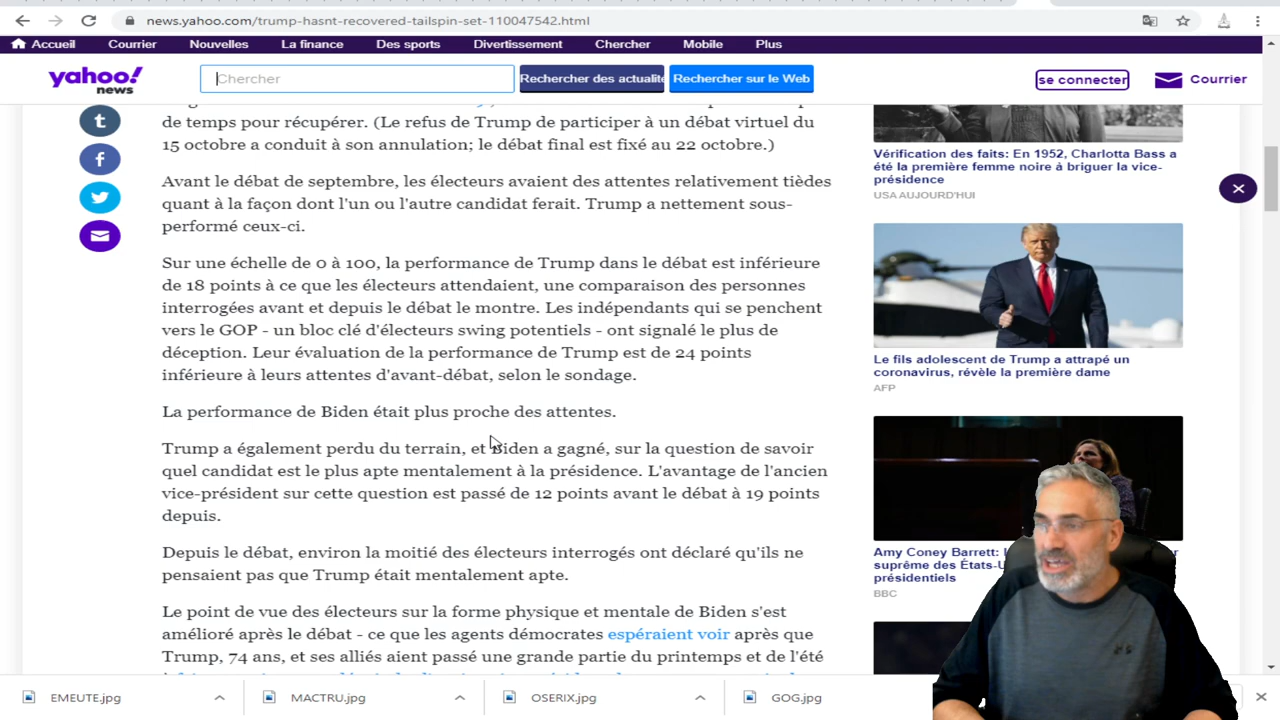 news.yahoo.com/trump-hasnt-recovered-tailspin-set-110047542.html
Accueil Courrier Nouvelles La finance Des sports Divertissement Chercher Mobile Plus
yahoo!
news
Chercher
Rechercher des actualité
Rechercher sur le Web
se connecter
Courrier
de temps pour récupérer. (Le refus de Trump de participer à un débat virtuel du
15 octobre a conduit à son annulation; le débat final est fixé au 22 octobre.)
Avant le débat de septembre, les électeurs avaient des attentes relativement tièdes
quant à la façon dont l'un ou l'autre candidat ferait. Trump a nettement sous-
performé ceux-ci.
Sur une échelle de 0 à 100, la performance de Trump dans le débat est inférieure
de 18 points à ce que les électeurs attendaient, une comparaison des personnes
interrogées avant et depuis le débat le montre. Les indépendants qui se penchent
vers le GOP - un bloc clé d'électeurs swing potentiels - ont signalé le plus de
déception. Leur évaluation de la performance de Trump est de 24 points
inférieure à leurs attentes d'avant-débat, selon le sondage.
La performance de Biden était plus proche des attentes.
Trump a également perdu du terrain, et Biden a gagné, sur la question de savoir
quel candidat est le plus apte mentalement à la présidence. L'avantage de l'ancien
vice-président sur cette question est passé de 12 points avant le débat à 19 points
depuis.
Depuis le débat, environ la moitié des électeurs interrogés ont déclaré qu'ils ne
pensaient pas que Trump était mentalement apte.
Le point de vue des électeurs sur la forme physique et mentale de Biden s'est
amélioré après le débat - ce que les agents démocrates espéraient voir après que
Trump, 74 ans, et ses alliés aient passé une grande partie du printemps et de l'été
Vérification des faits: En 1952, Charlotta Bass a
été la première femme noire à briguer la vice-
présidence
USA AUJOURD'HUI
Le fils adolescent de Trump a attrapé un
coronavirus, révèle la première dame
AFP
Amy Coney Barrett:
suprême des États-U
présidentiels
BBC
EMEUTE.jpg
MACTRU.jpg
OSERIX.jpg
GOG.jpg